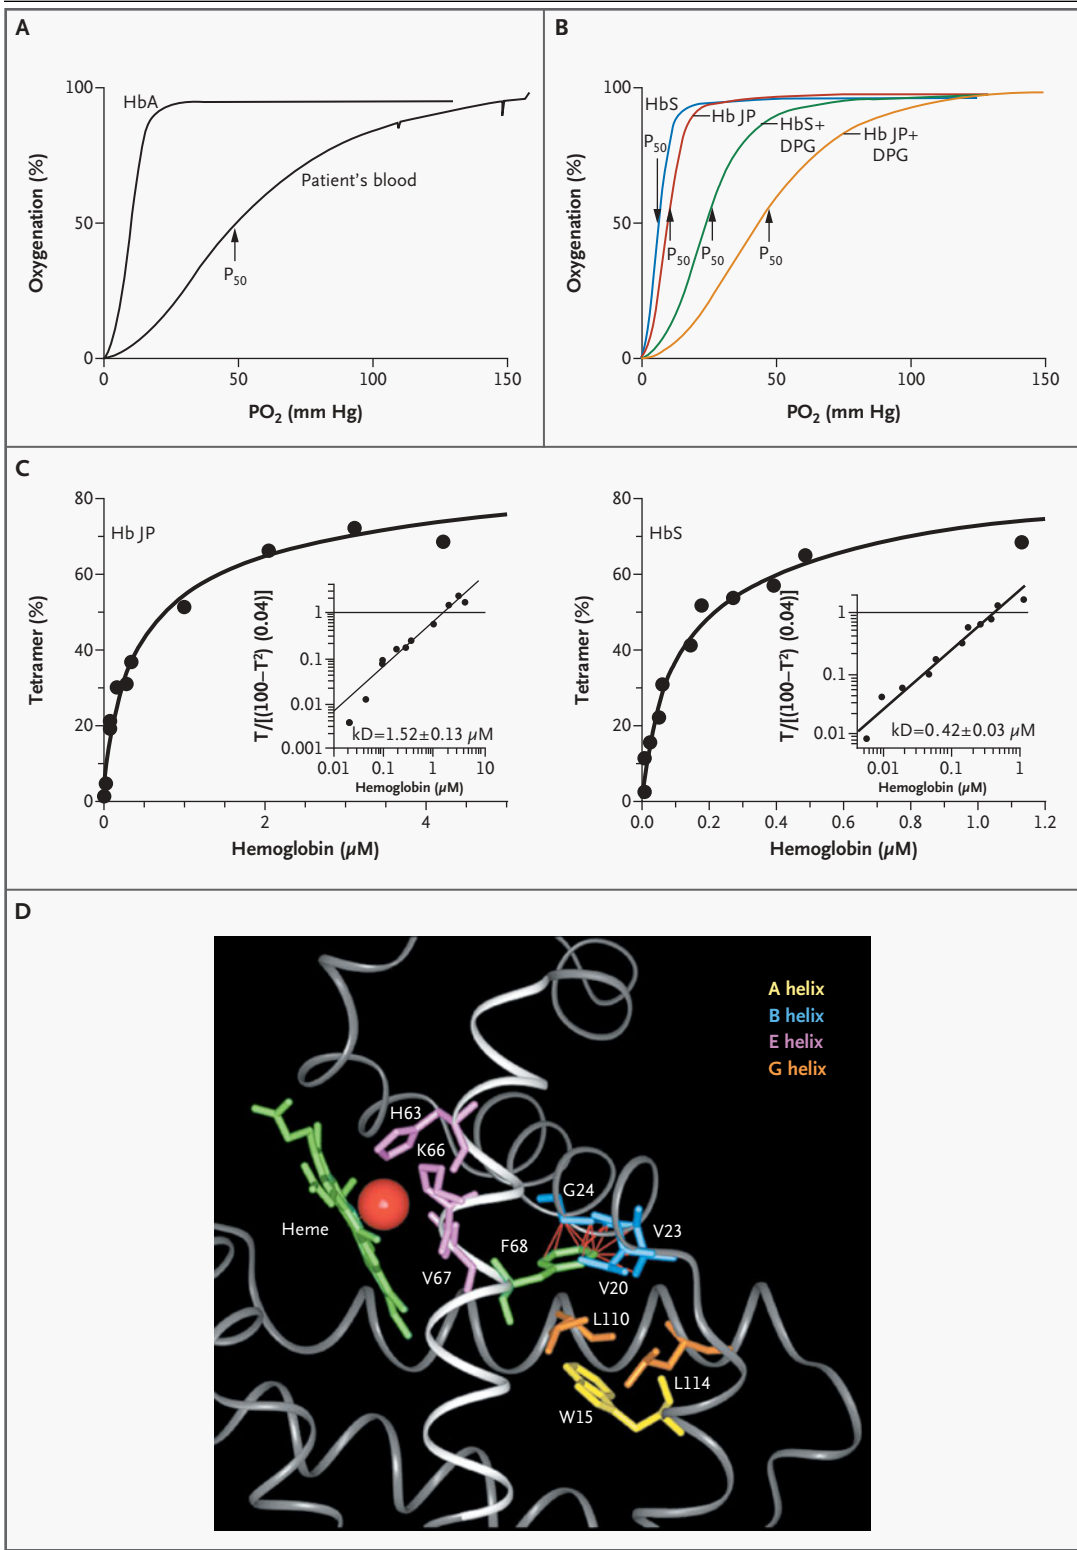 A
100
50
0
Oxygenation (%)
HbA
Patient's blood
P50
0
50
100
150
PO2 (mm Hg)
B
100
50
0
Oxygenation (%)
HbS
P50
Hb JP
HbS+
DPG
Hb JP+
DPG
P50
P50
P50
0
50
100
150
PO2 (mm Hg)
C
80
60
40
20
0
Tetramer (%)
Hb JP
T/[(100–T²) (0.04)]
1
0.1
0.01
0.001
kD=1.52±0.13 µM
0.01
0.1
1
10
Hemoglobin (µM)
0
2
4
Hemoglobin (µM)
80
60
40
20
0
Tetramer (%)
HbS
T/[(100–T²) (0.04)]
1
0.1
0.01
kD=0.42±0.03 µM
0.01
0.1
1
Hemoglobin (µM)
0.0
0.2
0.4
0.6
0.8
1.0
1.2
Hemoglobin (µM)
D
A helix
B helix
E helix
G helix
H63
K66
G24
Heme
F68
V23
V67
V20
L110
L114
W15